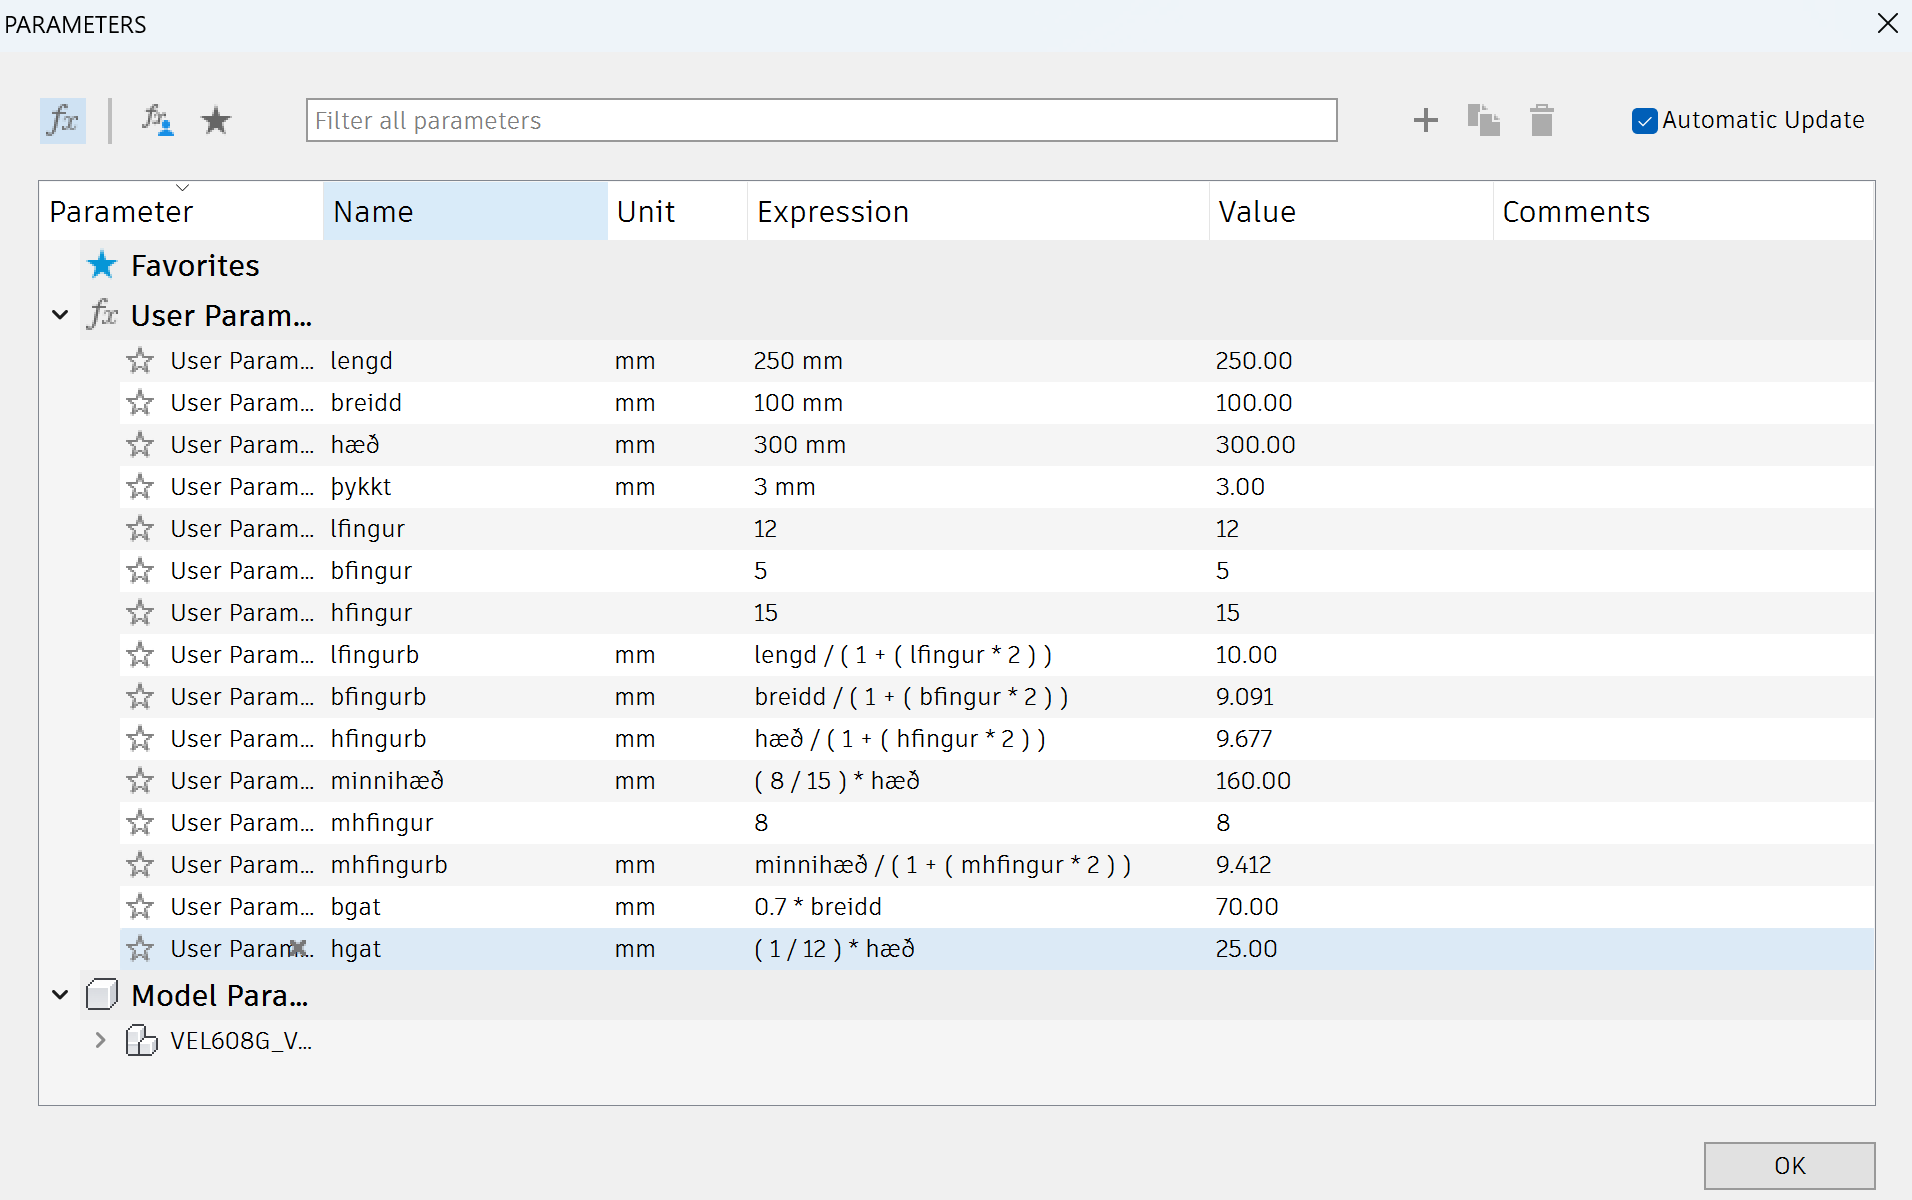 PARAMETERS
fx fx Filter all parameters Automatic Update
Parameter Name Unit Expression Value Comments
Favorites
fx User Param...
User Param... lengd mm 250 mm 250.00
User Param... breidd mm 100 mm 100.00
User Param... hæð mm 300 mm 300.00
User Param... þykkt mm 3 mm 3.00
User Param... lfingur 12 12
User Param... bfingur 5 5
User Param... hfingur 15 15
User Param... lfingurb mm lengd / ( 1 + ( lfingur * 2 ) ) 10.00
User Param... bfingurb mm breidd / ( 1 + ( bfingur * 2 ) ) 9.091
User Param... hfingurb mm hæð / ( 1 + ( hfingur * 2 ) ) 9.677
User Param... minnihæð mm ( 8 / 15 ) * hæð 160.00
User Param... mhfingur 8 8
User Param... mhfingurb mm minnihæð / ( 1 + ( mhfingur * 2 ) ) 9.412
User Param... bgat mm 0.7 * breidd 70.00
User Param... hgat mm ( 1 / 12 ) * hæð 25.00
Model Para...
VEL608G_V...
OK